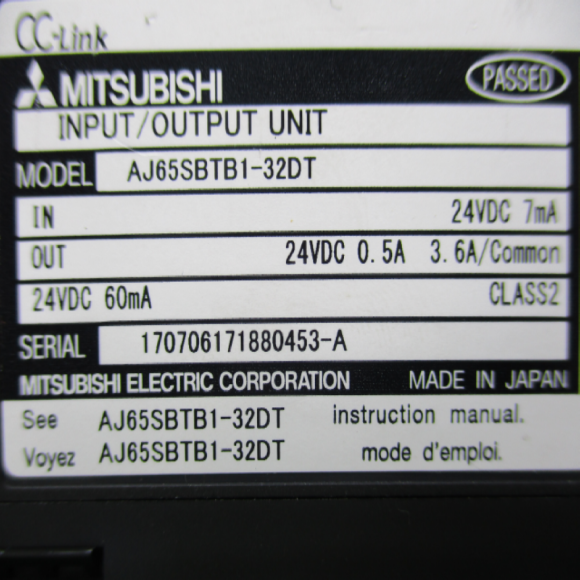 CC-Link
MITSUBISHI PASSED
INPUT/OUTPUT UNIT
MODEL AJ65SBTB1-32DT
IN 24VDC 7mA
OUT 24VDC 0.5A 3.6A/Common
24VDC 60mA CLASS2
SERIAL 170706171880453-A
MITSUBISHI ELECTRIC CORPORATION MADE IN JAPAN
See AJ65SBTB1-32DT instruction manual.
Voyez AJ65SBTB1-32DT mode d'emploi.